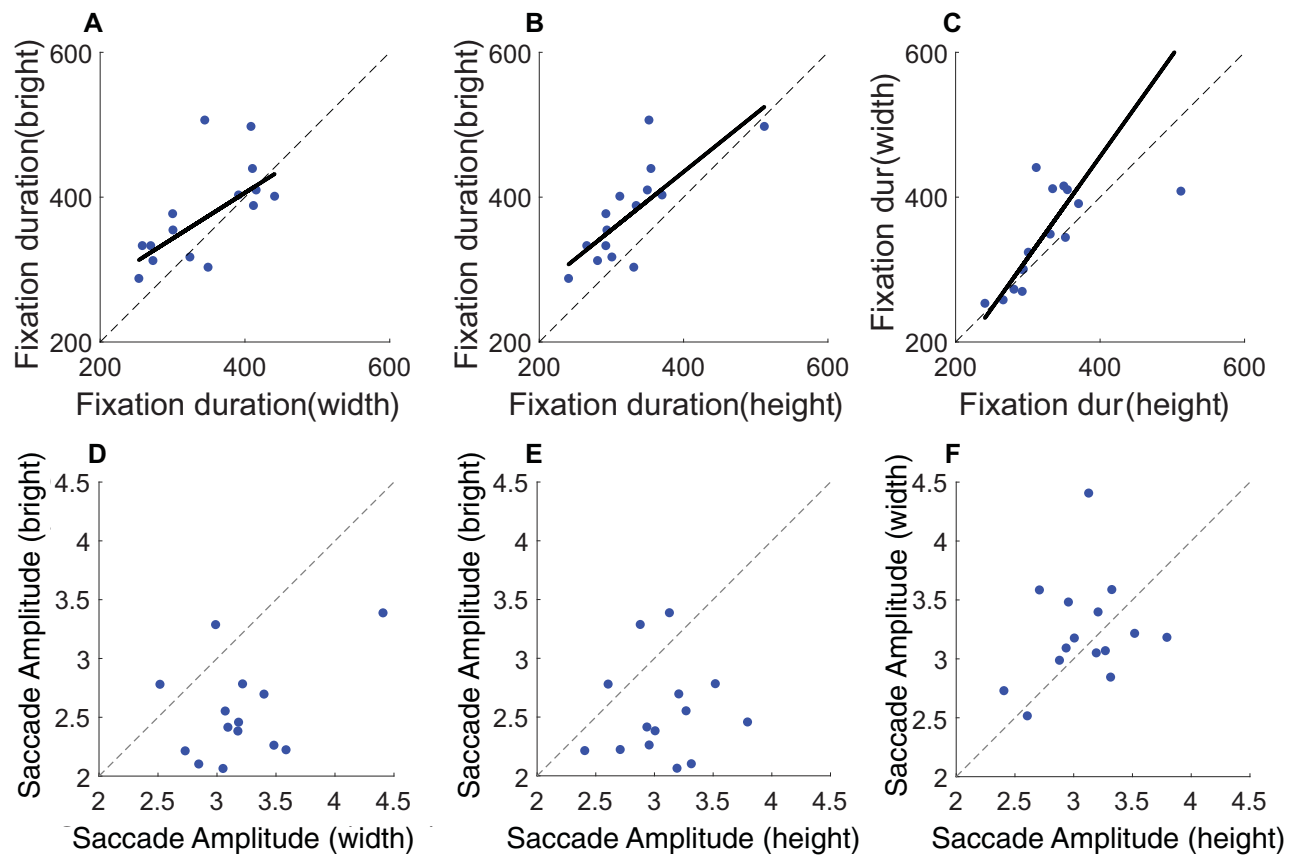 A
Fixation duration(bright)
600
400
200
200 400 600
Fixation duration(width)
B
Fixation duration(bright)
600
400
200
200 400 600
Fixation duration(height)
C
Fixation dur(width)
600
400
200
200 400 600
Fixation dur(height)
D
Saccade Amplitude (bright)
4.5
4
3.5
3
2.5
2
2 2.5 3 3.5 4 4.5
Saccade Amplitude (width)
E
Saccade Amplitude (bright)
4.5
4
3.5
3
2.5
2
2 2.5 3 3.5 4 4.5
Saccade Amplitude (height)
F
Saccade Amplitude (width)
4.5
4
3.5
3
2.5
2
2 2.5 3 3.5 4 4.5
Saccade Amplitude (height)